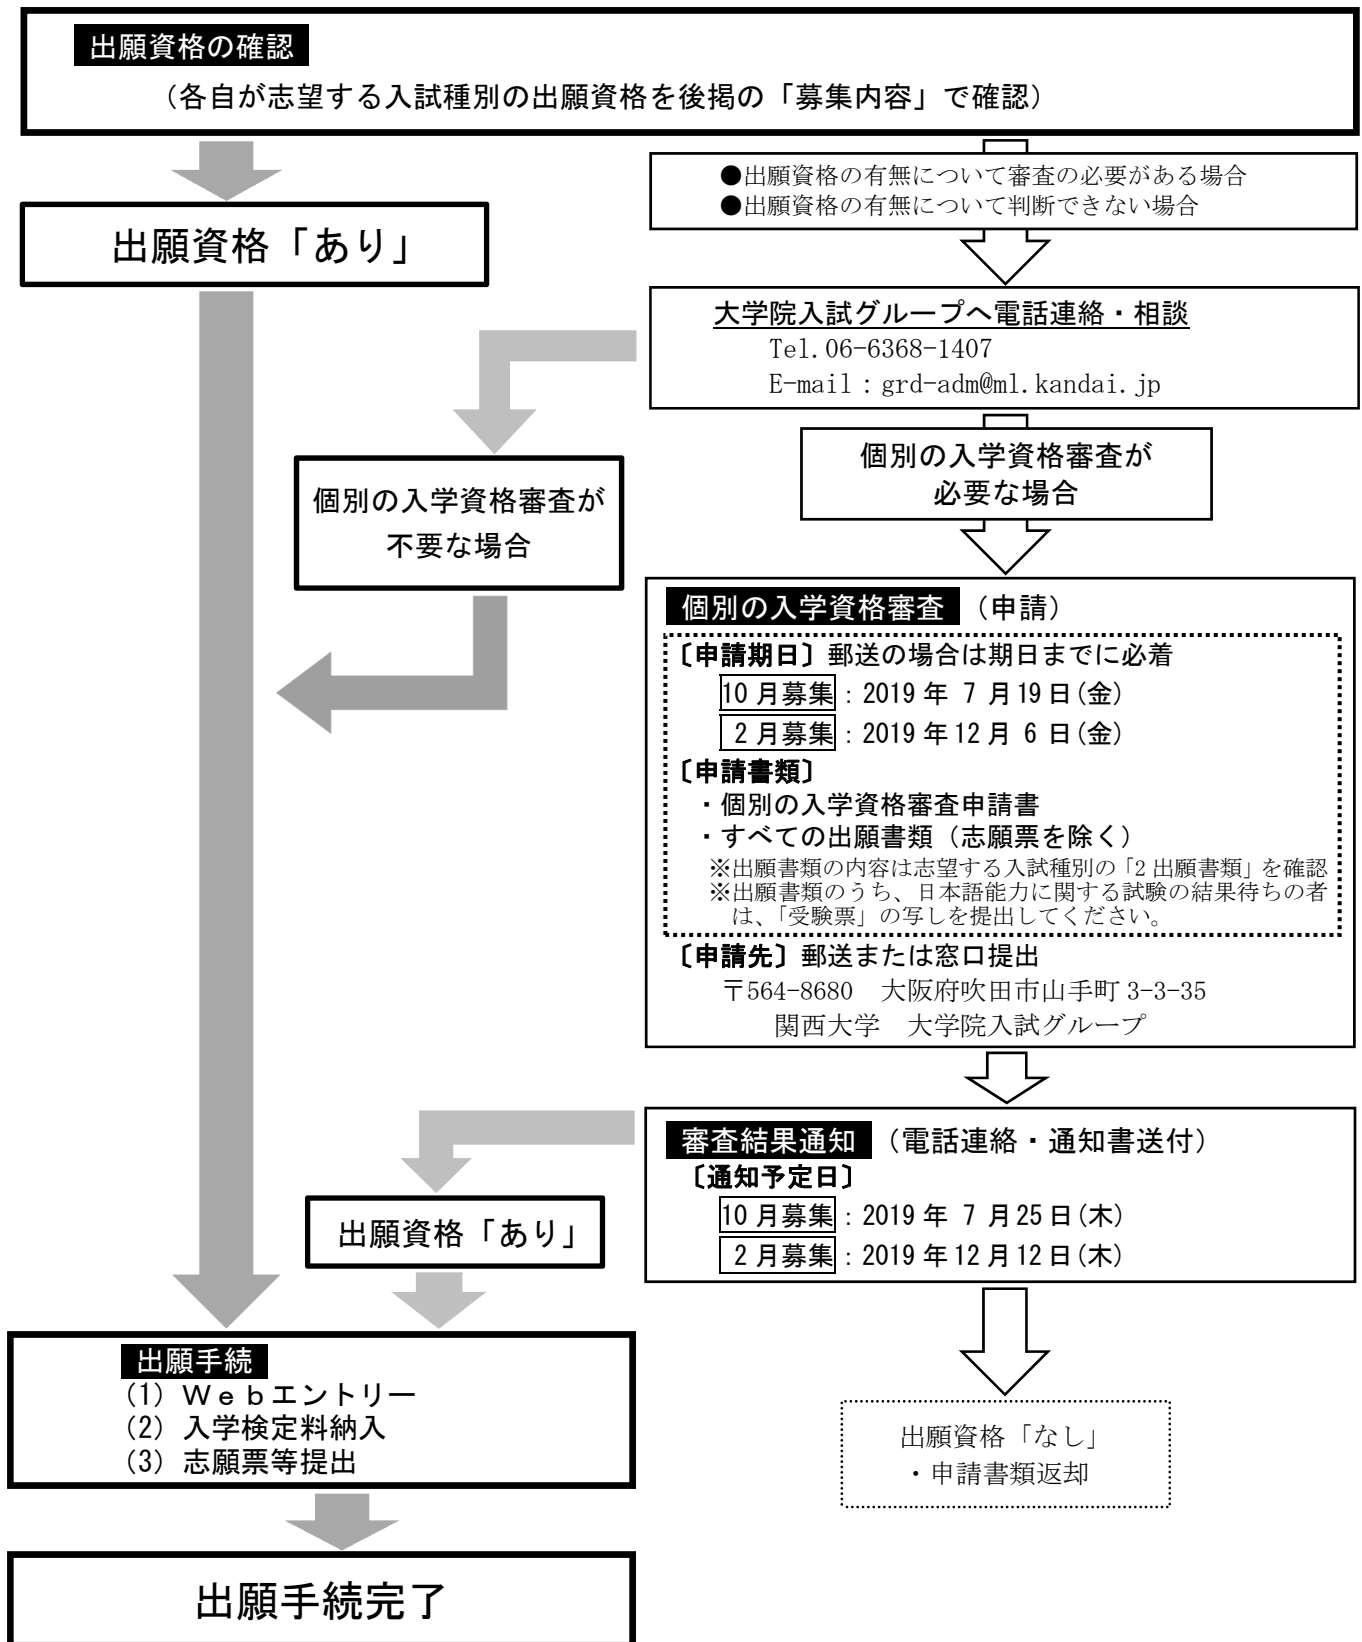 出願資格の確認
(各自が志望する入試種別の出願資格を後掲の「募集内容」で確認)
●出願資格の有無について審査の必要がある場合
●出願資格の有無について判断できない場合
出願資格「あり」
大学院入試グループへ電話連絡・相談
Tel.06-6368-1407
E-mail：grd-adm@ml.kandai.jp
個別の入学資格審査が
必要な場合
個別の入学資格審査が
不要な場合
個別の入学資格審査 (申請)
〔申請期日〕郵送の場合は期日までに必着
10月募集：2019年 7月19日(金)
2月募集：2019年12月 6日(金)
〔申請書類〕
・個別の入学資格審査申請書
・すべての出願書類(志願票を除く)
※出願書類の内容は志望する入試種別の「2出願書類」を確認
※出願書類のうち、日本語能力に関する試験の結果待ちの者
は、「受験票」の写しを提出してください。
〔申請先〕郵送または窓口提出
〒564-8680 大阪府吹田市山手町3-3-35
関西大学 大学院入試グループ
審査結果通知 (電話連絡・通知書送付)
〔通知予定日〕
10月募集：2019年 7月25日(木)
2月募集：2019年12月12日(木)
出願資格「あり」
出願手続
(1) Ｗｅｂエントリー
(2) 入学検定料納入
(3) 志願票等提出
出願資格「なし」
・申請書類返却
出願手続完了